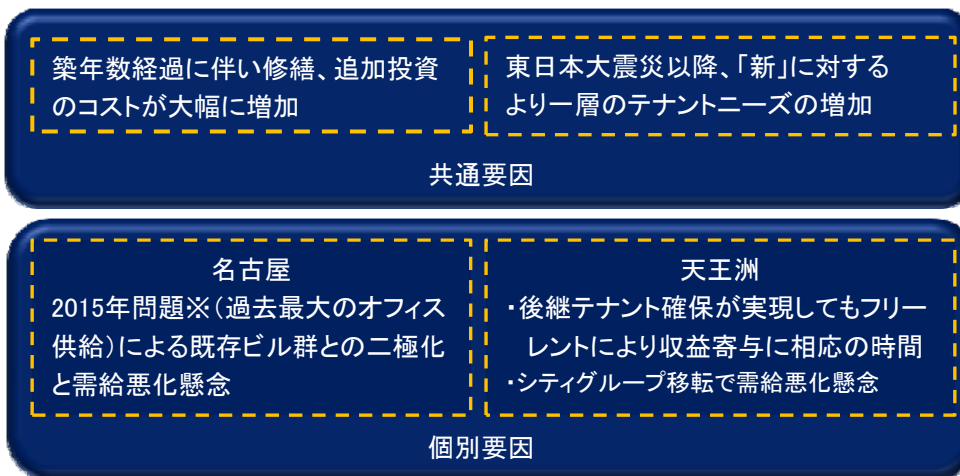 築年数経過に伴い修繕、追加投資
のコストが大幅に増加
東日本大震災以降、「新」に対する
より一層のテナントニーズの増加
共通要因
名古屋
2015年問題※(過去最大のオフィス
供給)による既存ビル群との二極化
と需給悪化懸念
天王洲
・後継テナント確保が実現してもフリー
レントにより収益寄与に相応の時間
・シティグループ移転で需給悪化懸念
個別要因